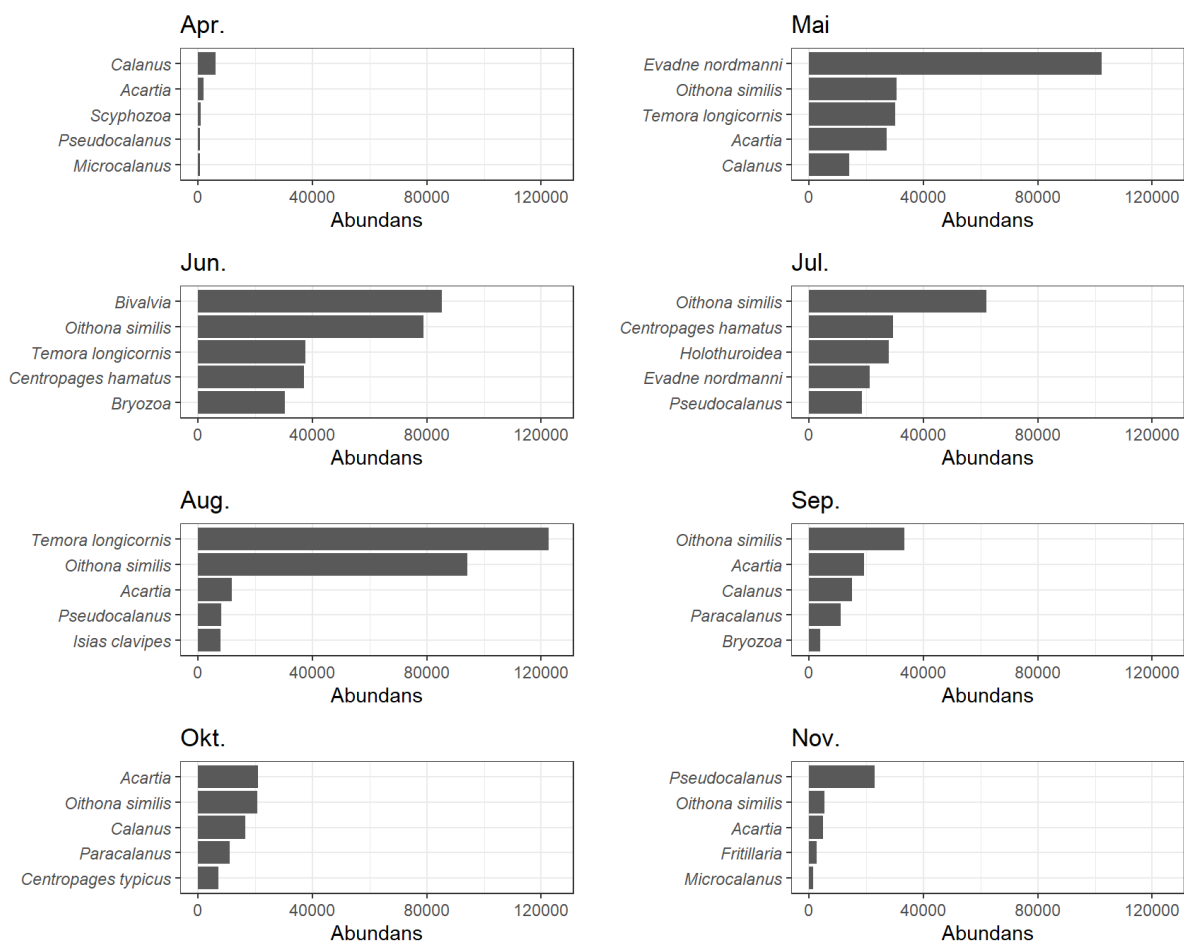 Apr.
Calanus
Acartia
Scyphozoa
Pseudocalanus
Microcalanus
0 40000 80000 120000
Abundans
Mai
Evadne nordmanni
Oithona similis
Temora longicornis
Acartia
Calanus
0 40000 80000 120000
Abundans
Jun.
Bivalvia
Oithona similis
Temora longicornis
Centropages hamatus
Bryozoa
0 40000 80000 120000
Abundans
Jul.
Oithona similis
Centropages hamatus
Holothuroidea
Evadne nordmanni
Pseudocalanus
0 40000 80000 120000
Abundans
Aug.
Temora longicornis
Oithona similis
Acartia
Pseudocalanus
Isias clavipes
0 40000 80000 120000
Abundans
Sep.
Oithona similis
Acartia
Calanus
Paracalanus
Bryozoa
0 40000 80000 120000
Abundans
Okt.
Acartia
Oithona similis
Calanus
Paracalanus
Centropages typicus
0 40000 80000 120000
Abundans
Nov.
Pseudocalanus
Oithona similis
Acartia
Fritillaria
Microcalanus
0 40000 80000 120000
Abundans